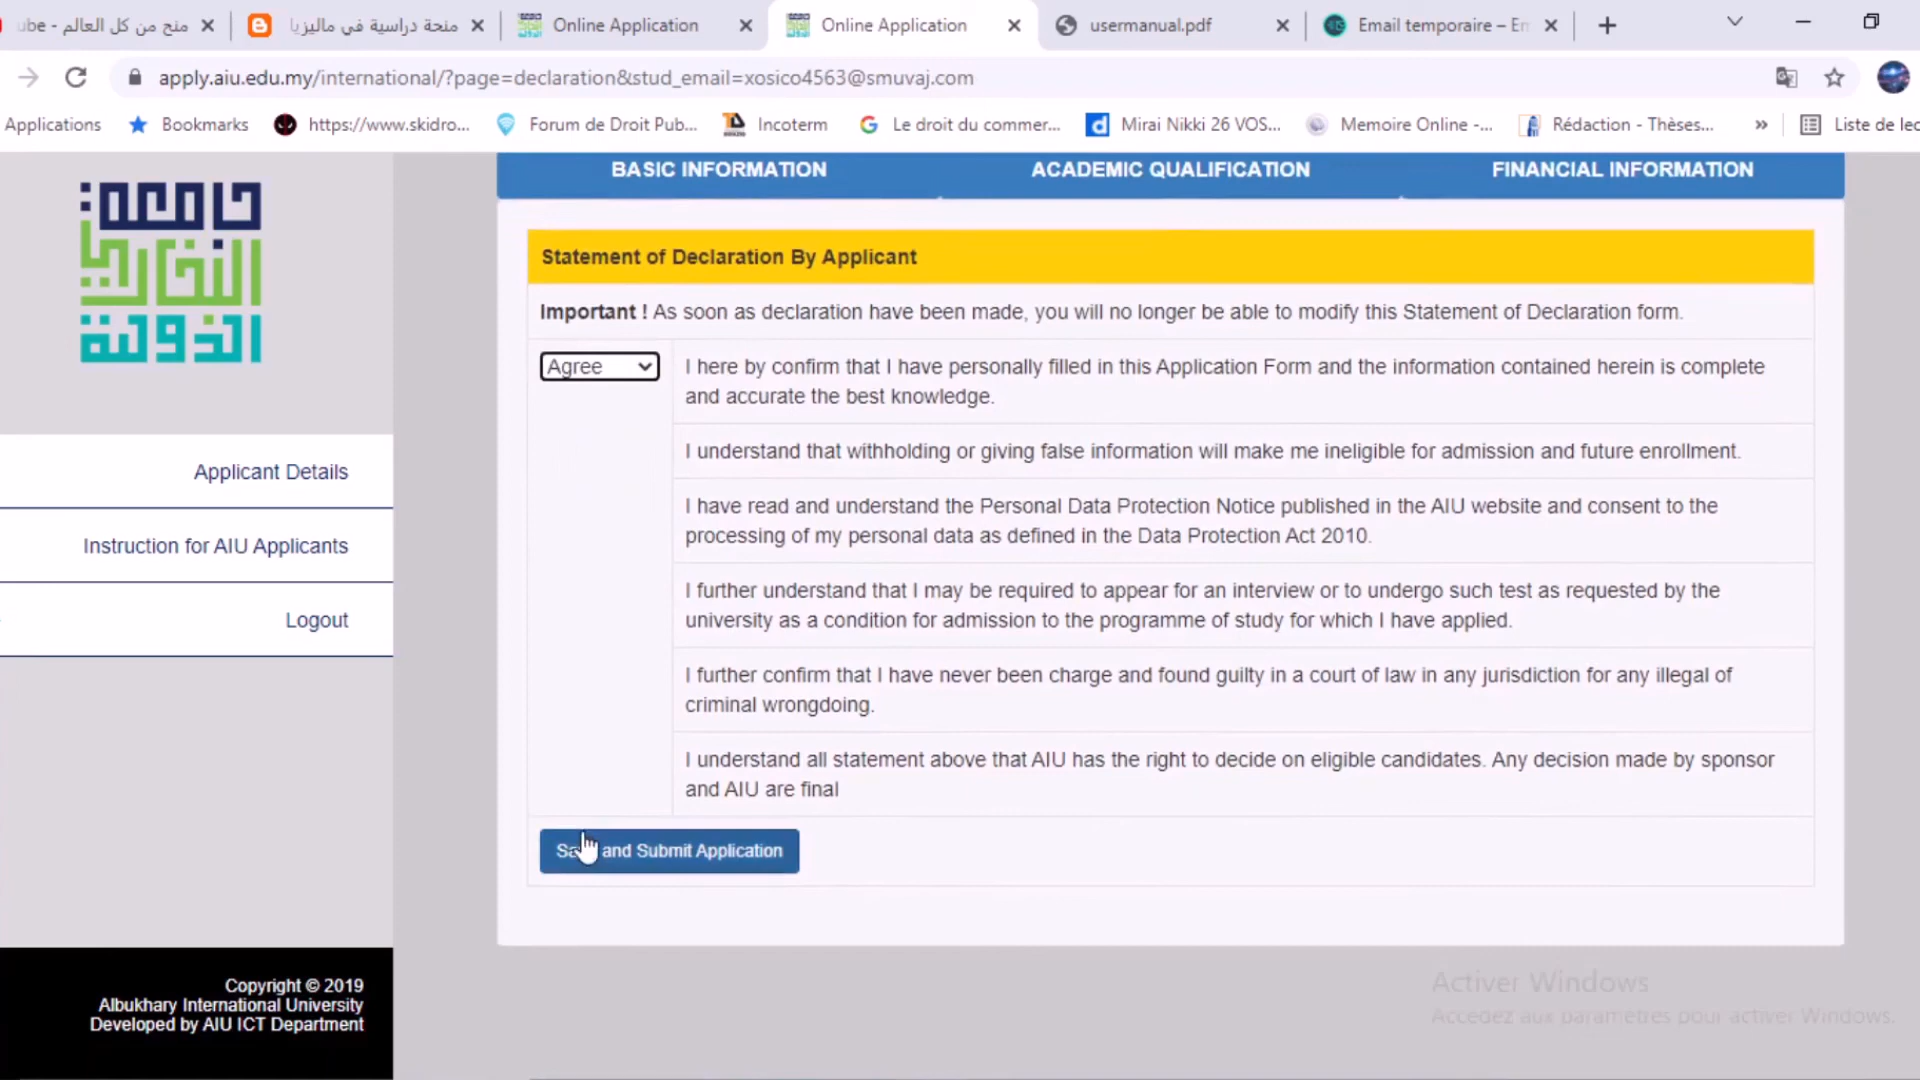 ube - منح من كل العالم
منحة دراسية في ماليزيا
Online Application
Online Application
usermanual.pdf
Email temporaire – En
apply.aiu.edu.my/international/?page=declaration&stud_email=xosico4563@smuvaj.com
Applications
Bookmarks
https://www.skidro...
Forum de Droit Pub...
Incoterm
Le droit du commer...
Mirai Nikki 26 VOS...
Memoire Online -...
Rédaction - Thèses...
»
Liste de lec
جامعة
البخاري
الدولية
Applicant Details
Instruction for AIU Applicants
Logout
Copyright © 2019
Albukhary International University
Developed by AIU ICT Department
BASIC INFORMATION
ACADEMIC QUALIFICATION
FINANCIAL INFORMATION
Statement of Declaration By Applicant
Important ! As soon as declaration have been made, you will no longer be able to modify this Statement of Declaration form.
Agree
I here by confirm that I have personally filled in this Application Form and the information contained herein is complete
and accurate the best knowledge.
I understand that withholding or giving false information will make me ineligible for admission and future enrollment.
I have read and understand the Personal Data Protection Notice published in the AIU website and consent to the
processing of my personal data as defined in the Data Protection Act 2010.
I further understand that I may be required to appear for an interview or to undergo such test as requested by the
university as a condition for admission to the programme of study for which I have applied.
I further confirm that I have never been charge and found guilty in a court of law in any jurisdiction for any illegal of
criminal wrongdoing.
I understand all statement above that AIU has the right to decide on eligible candidates. Any decision made by sponsor
and AIU are final
Save and Submit Application
Activer Windows
Accédez aux paramètres pour activer Windows.